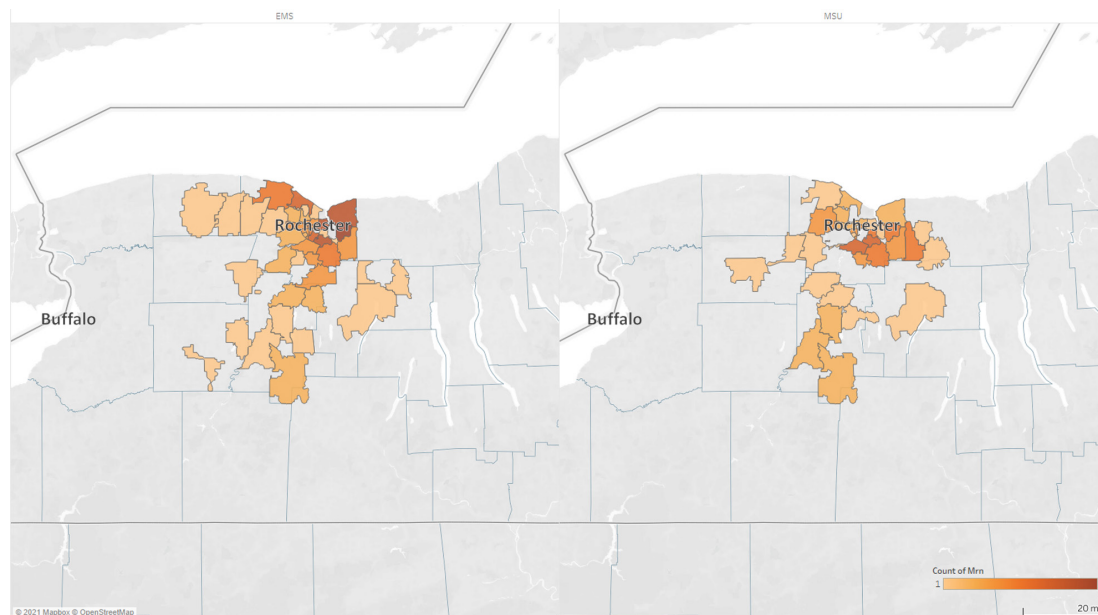 EMS
MSU
Rochester
Rochester
Buffalo
Buffalo
Count of Mrn
1
20 m
© 2021 Mapbox © OpenStreetMap